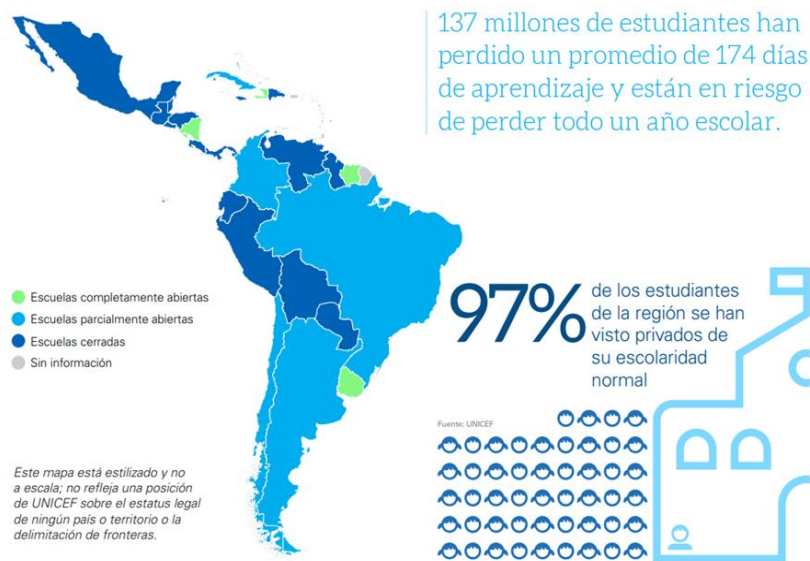 137 millones de estudiantes han
perdido un promedio de 174 días
de aprendizaje y están en riesgo
de perder todo un año escolar.
Escuelas completamente abiertas
Escuelas parcialmente abiertas
Escuelas cerradas
Sin información
97%
de los estudiantes
de la región se han
visto privados de
su escolaridad
normal
Fuente: UNICEF
Este mapa está estilizado y no
a escala; no refleja una posición
de UNICEF sobre el estatus legal
de ningún país o territorio o la
delimitación de fronteras.